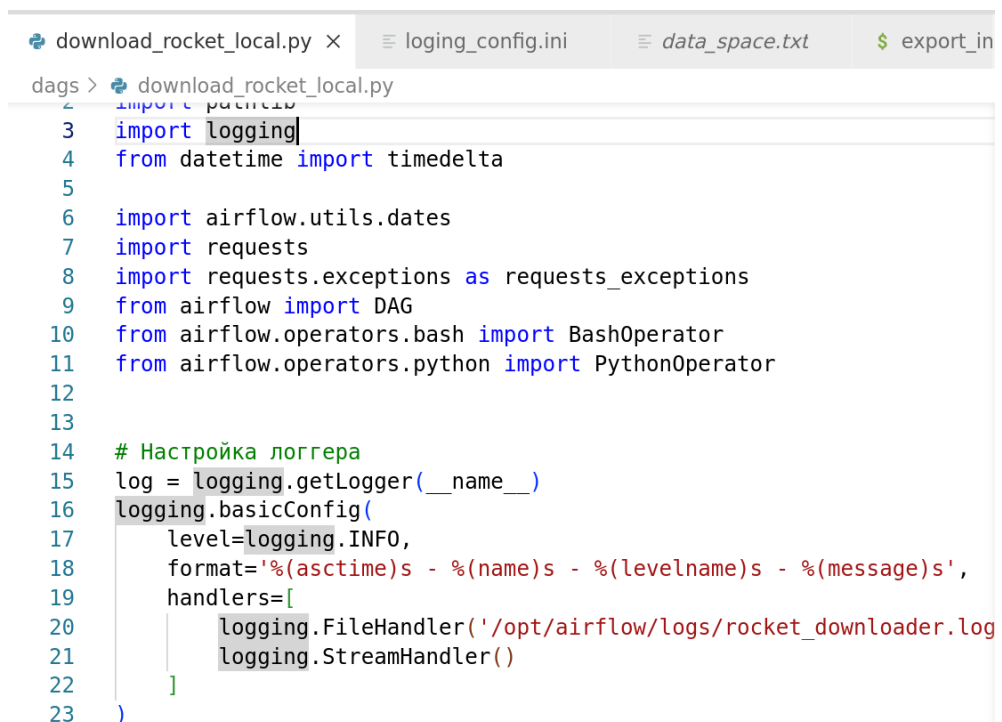 download_rocket_local.py × loging_config.ini data_space.txt $ export_in
dags > download_rocket_local.py
2 import pathlib
3 import logging
4 from datetime import timedelta
5
6 import airflow.utils.dates
7 import requests
8 import requests.exceptions as requests_exceptions
9 from airflow import DAG
10 from airflow.operators.bash import BashOperator
11 from airflow.operators.python import PythonOperator
12
13
14 # Настройка логгера
15 log = logging.getLogger(__name__)
16 logging.basicConfig(
17     level=logging.INFO,
18     format='%(asctime)s - %(name)s - %(levelname)s - %(message)s',
19     handlers=[
20         logging.FileHandler('/opt/airflow/logs/rocket_downloader.log
21         logging.StreamHandler()
22     ]
23 )